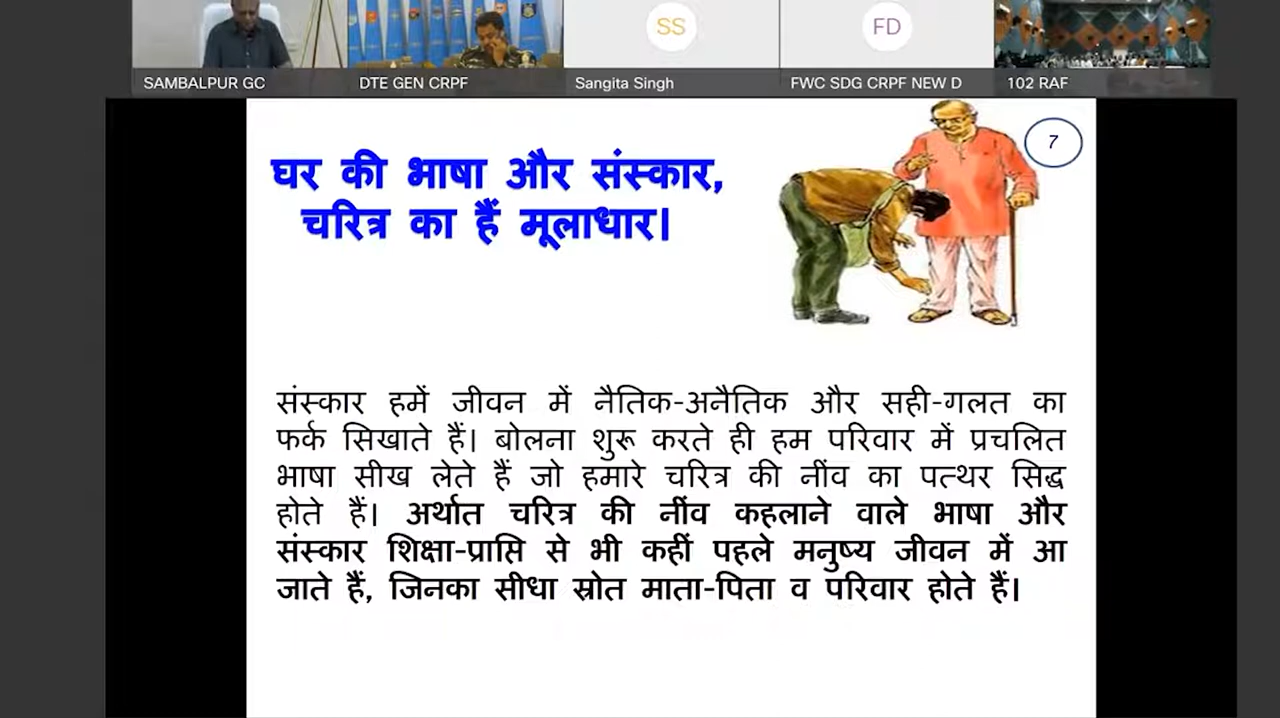 SS
FD
SAMBALPUR GC
DTE GEN CRPF
Sangita Singh
FWC SDG CRPF NEW D
102 RAF
7
घर की भाषा और संस्कार,
चरित्र का हैं मूलाधार।
संस्कार हमें जीवन में नैतिक-अनैतिक और सही-गलत का
फर्क सिखाते हैं। बोलना शुरू करते ही हम परिवार में प्रचलित
भाषा सीख लेते हैं जो हमारे चरित्र की नींव का पत्थर सिद्ध
होते हैं। अर्थात चरित्र की नींव कहलाने वाले भाषा और
संस्कार शिक्षा-प्राप्ति से भी कहीं पहले मनुष्य जीवन में आ
जाते हैं, जिनका सीधा स्रोत माता-पिता व परिवार होते हैं।